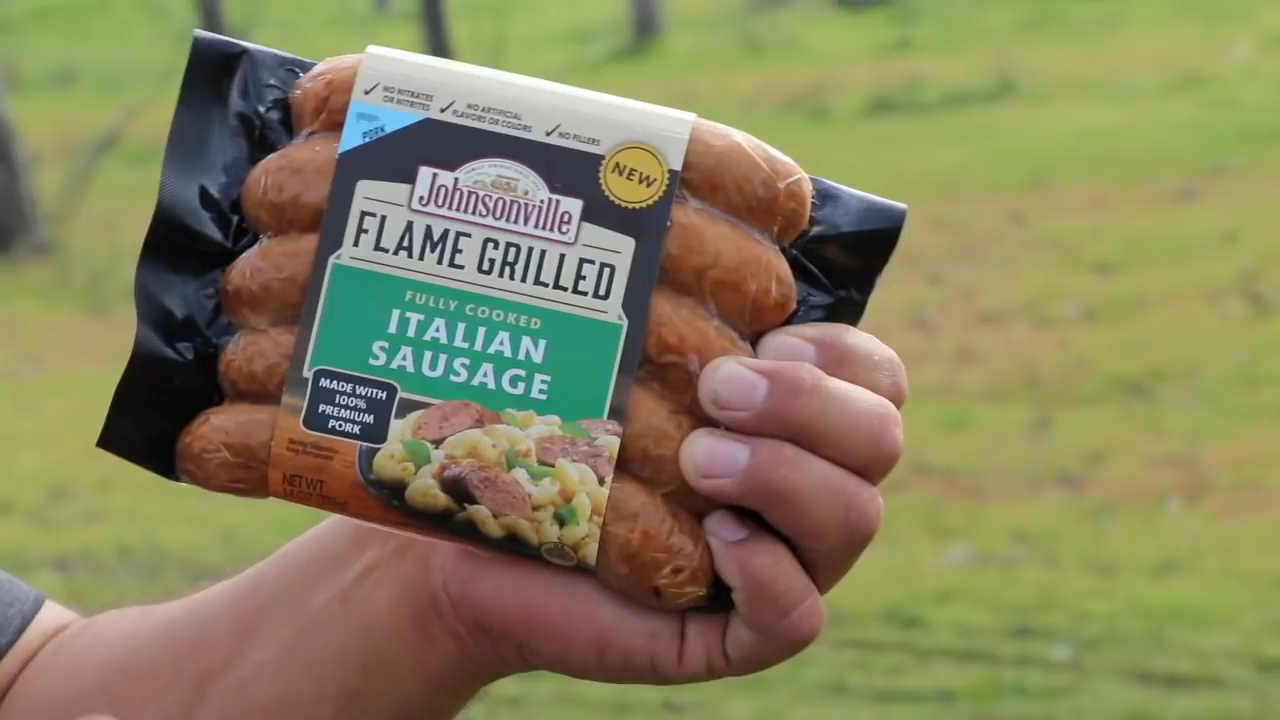 ✓ NO NITRATES
OR NITRITES
✓ NO ARTIFICIAL
FLAVORS OR COLORS
✓ NO FILLERS
PORK
NEW
Johnsonville
FLAME GRILLED
FULLY COOKED
ITALIAN
SAUSAGE
MADE WITH
100%
PREMIUM
PORK
NET WT